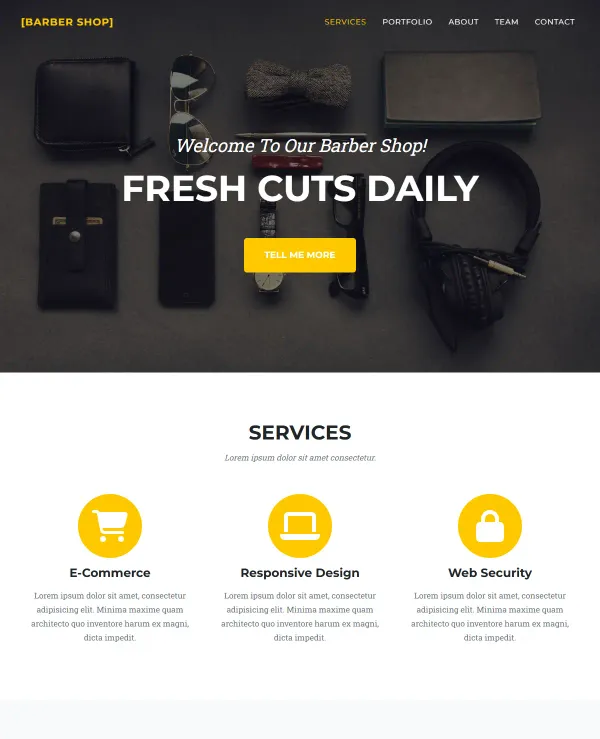 [BARBER SHOP]
SERVICES PORTFOLIO ABOUT TEAM CONTACT
Welcome To Our Barber Shop!
FRESH CUTS DAILY
TELL ME MORE
SERVICES
Lorem ipsum dolor sit amet consectetur.
E-Commerce
Lorem ipsum dolor sit amet, consectetur
adipisicing elit. Minima maxime quam
architecto quo inventore harum ex magni,
dicta impedit.
Responsive Design
Lorem ipsum dolor sit amet, consectetur
adipisicing elit. Minima maxime quam
architecto quo inventore harum ex magni,
dicta impedit.
Web Security
Lorem ipsum dolor sit amet, consectetur
adipisicing elit. Minima maxime quam
architecto quo inventore harum ex magni,
dicta impedit.